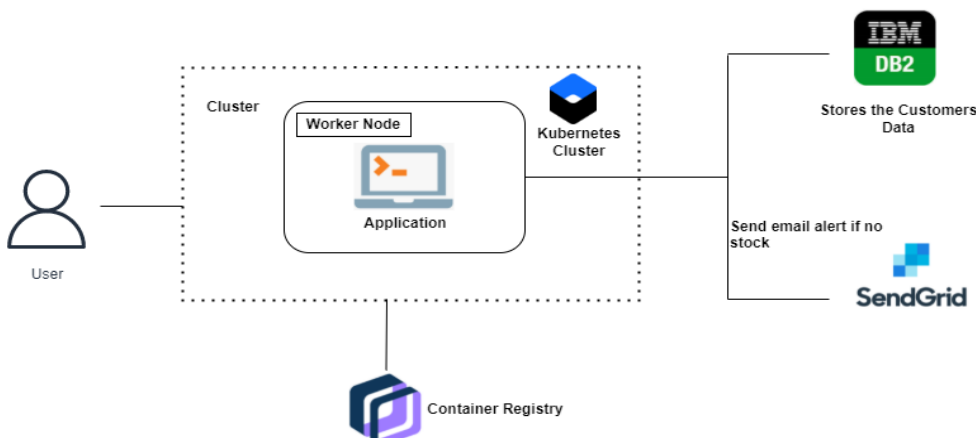 IBM
DB2
Stores the Customers
Data
Cluster
Worker Node
Kubernetes
Cluster
Application
User
Send email alert if no
stock
SendGrid
Container Registry